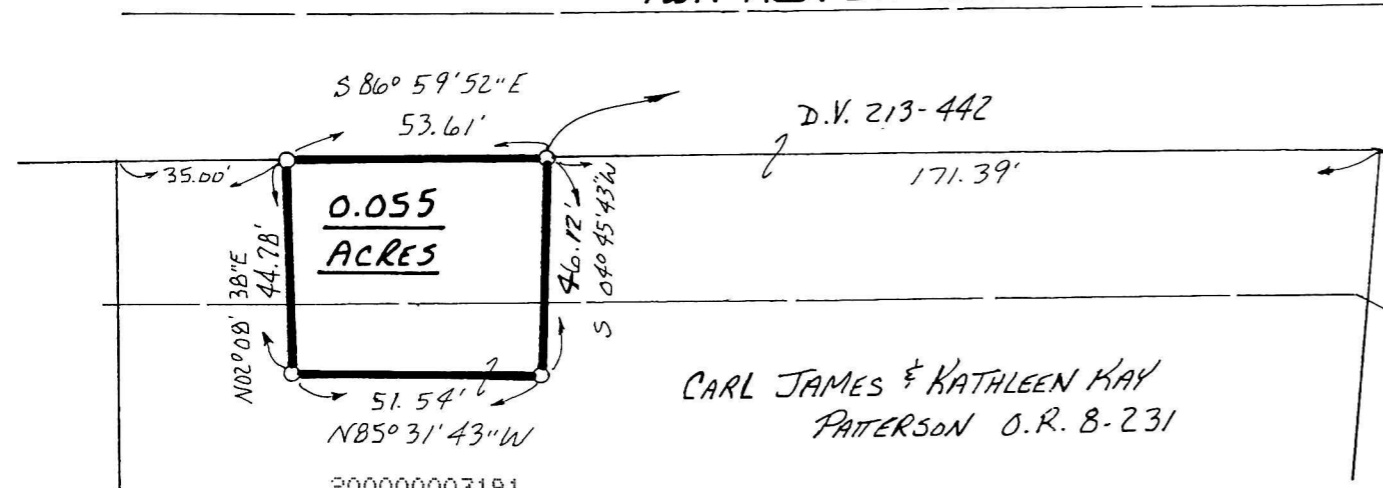 S 86° 59' 52" E
53.61'
D.V. 213-442
35.00'
171.39'
0.055
ACRES
N02° 08' 38"E
44.78'
46.12'
S 04° 45' 43"W
51.54'
N85° 31' 43" W
CARL JAMES & KATHLEEN KAY
PATTERSON O.R. 8-231